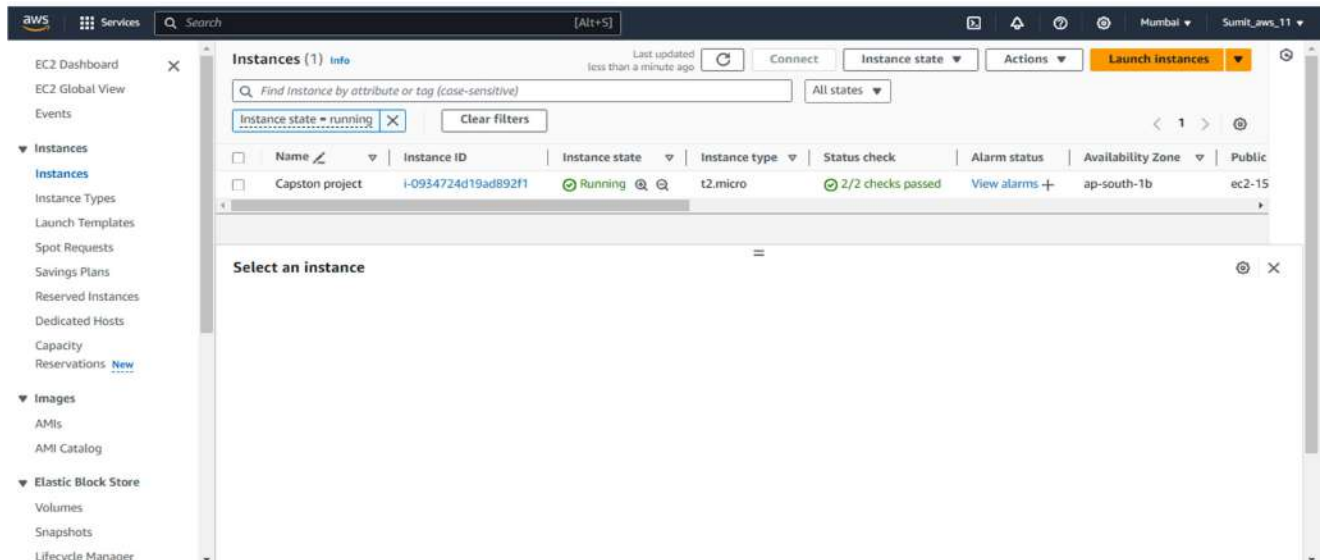 aws Services Search [Alt+S] Mumbai Sumit_aws_11
EC2 Dashboard
EC2 Global View
Events
Instances
Instances
Instance Types
Launch Templates
Spot Requests
Savings Plans
Reserved Instances
Dedicated Hosts
Capacity
Reservations New
Images
AMIs
AMI Catalog
Elastic Block Store
Volumes
Snapshots
Lifecycle Manager
Instances (1) Info
Last updated
less than a minute ago
Connect Instance state Actions Launch instances
Find Instance by attribute or tag (case-sensitive) All states
Instance state = running Clear filters 1
Name Instance ID Instance state Instance type Status check Alarm status Availability Zone Public
Capston project i-0934724d19ad892f1 Running t2.micro 2/2 checks passed View alarms + ap-south-1b ec2-15
Select an instance